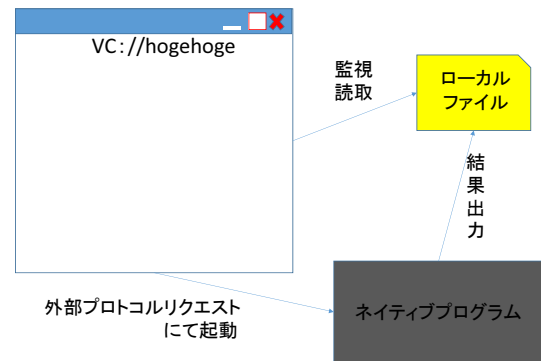 VC://hogehoge
監視
読取
ローカル
ファイル
結
果
出
力
外部プロトコルリクエスト
にて起動
ネイティブプログラム